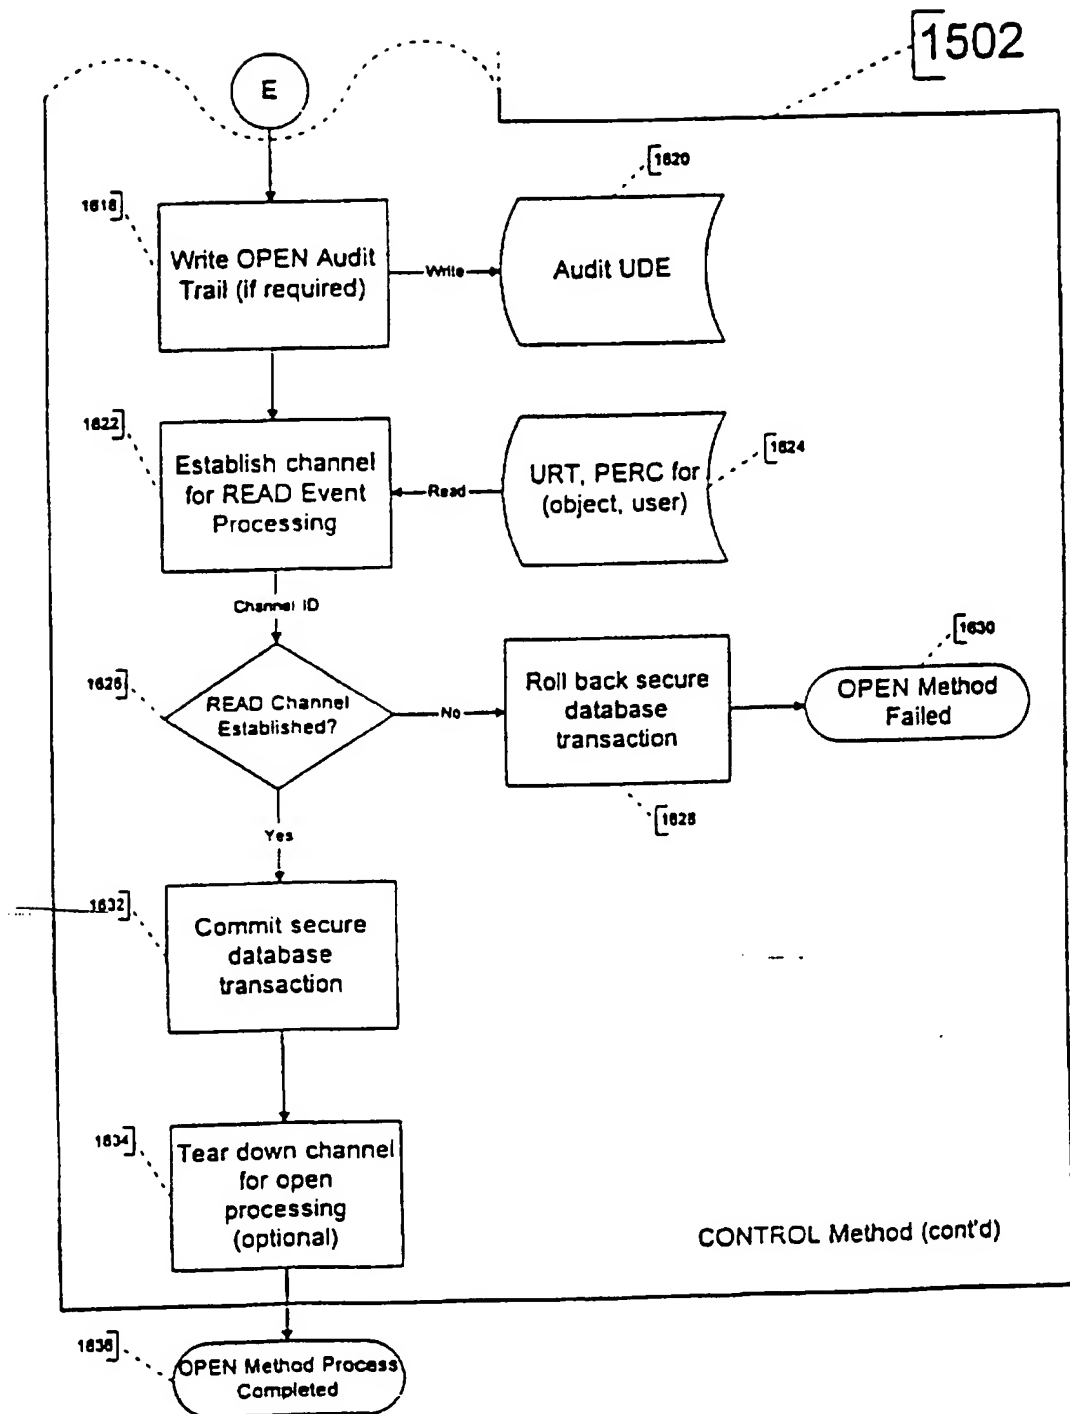 1502
E
1618
Write OPEN Audit
Trail (if required)
Write
1620
Audit UDE
1622
Establish channel
for READ Event
Processing
Read
URT, PERC for
(object, user)
1624
Channel ID
1626
READ Channel
Established?
No
Roll back secure
database
transaction
1628
1630
OPEN Method
Failed
Yes
1632
Commit secure
database
transaction
1634
Tear down channel
for open
processing
(optional)
CONTROL Method (cont'd)
1636
OPEN Method Process
Completed